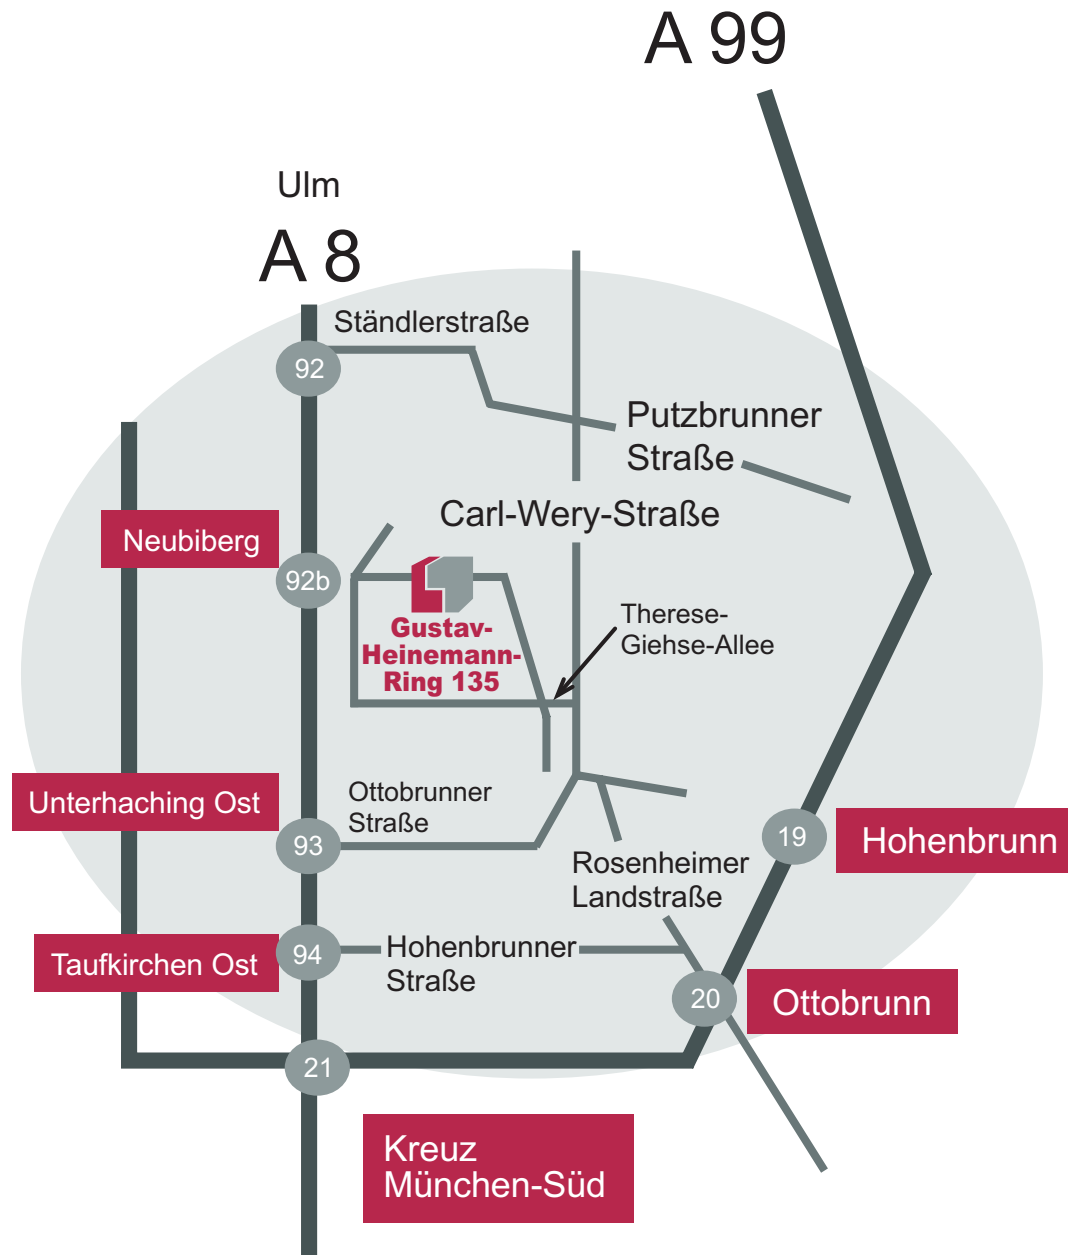 A 99
Ulm
A 8
Ständlerstraße
92
Putzbrunner
Straße
Carl-Wery-Straße
Neubiberg
92b
Gustav-
Heinemann-
Ring 135
Therese-
Giehse-Allee
Unterhaching Ost
Ottobrunner
Straße
93
19
Hohenbrunn
Rosenheimer
Landstraße
Taufkirchen Ost
94
Hohenbrunner
Straße
20
Ottobrunn
21
Kreuz
München-Süd